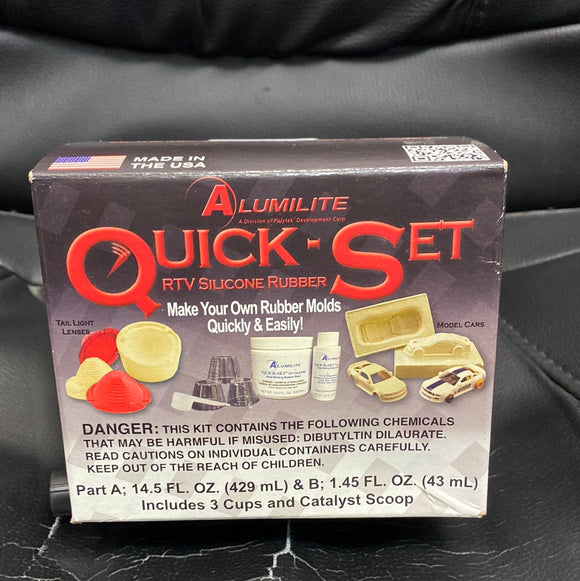 MADE IN
THE USA
ALUMILITE
A Division of Polytek Development Corp.
QUICK-SET
RTV SILICONE RUBBER
Make Your Own Rubber Molds
Quickly & Easily!
TAIL LIGHT
LENSES
MODEL CARS
ALUMILITE
ALUMILITE
DANGER: THIS KIT CONTAINS THE FOLLOWING CHEMICALS
THAT MAY BE HARMFUL IF MISUSED: DIBUTYLTIN DILAURATE.
READ CAUTIONS ON INDIVIDUAL CONTAINERS CAREFULLY.
KEEP OUT OF THE REACH OF CHILDREN.
Part A; 14.5 FL. OZ. (429 mL) & B; 1.45 FL. OZ. (43 mL)
Includes 3 Cups and Catalyst Scoop